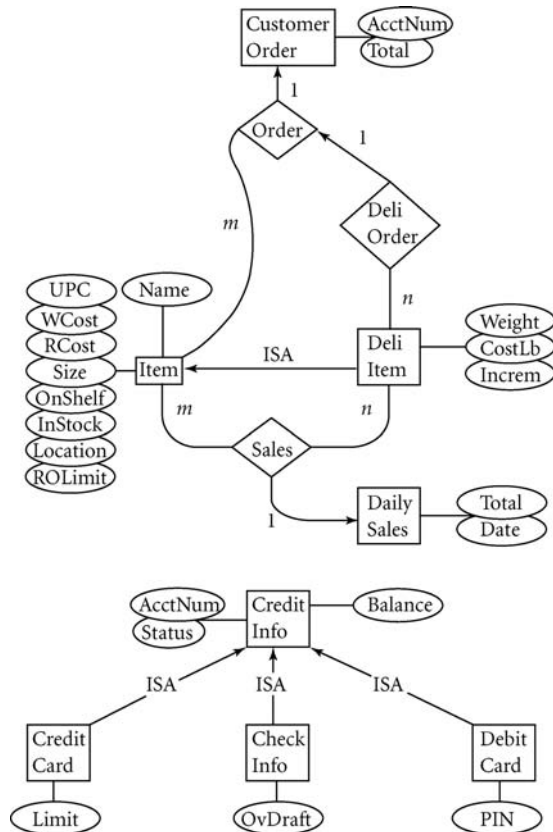 Customer
Order
AcctNum
Total
1
Order
1
m
Deli
Order
n
UPC
WCost
RCost
Size
OnShelf
InStock
Location
ROLimit
Name
Item
ISA
Deli
Item
Weight
CostLb
Increm
m
n
Sales
1
Daily
Sales
Total
Date
AcctNum
Status
Credit
Info
Balance
ISA
ISA
ISA
Credit
Card
Check
Info
Debit
Card
Limit
OvDraft
PIN